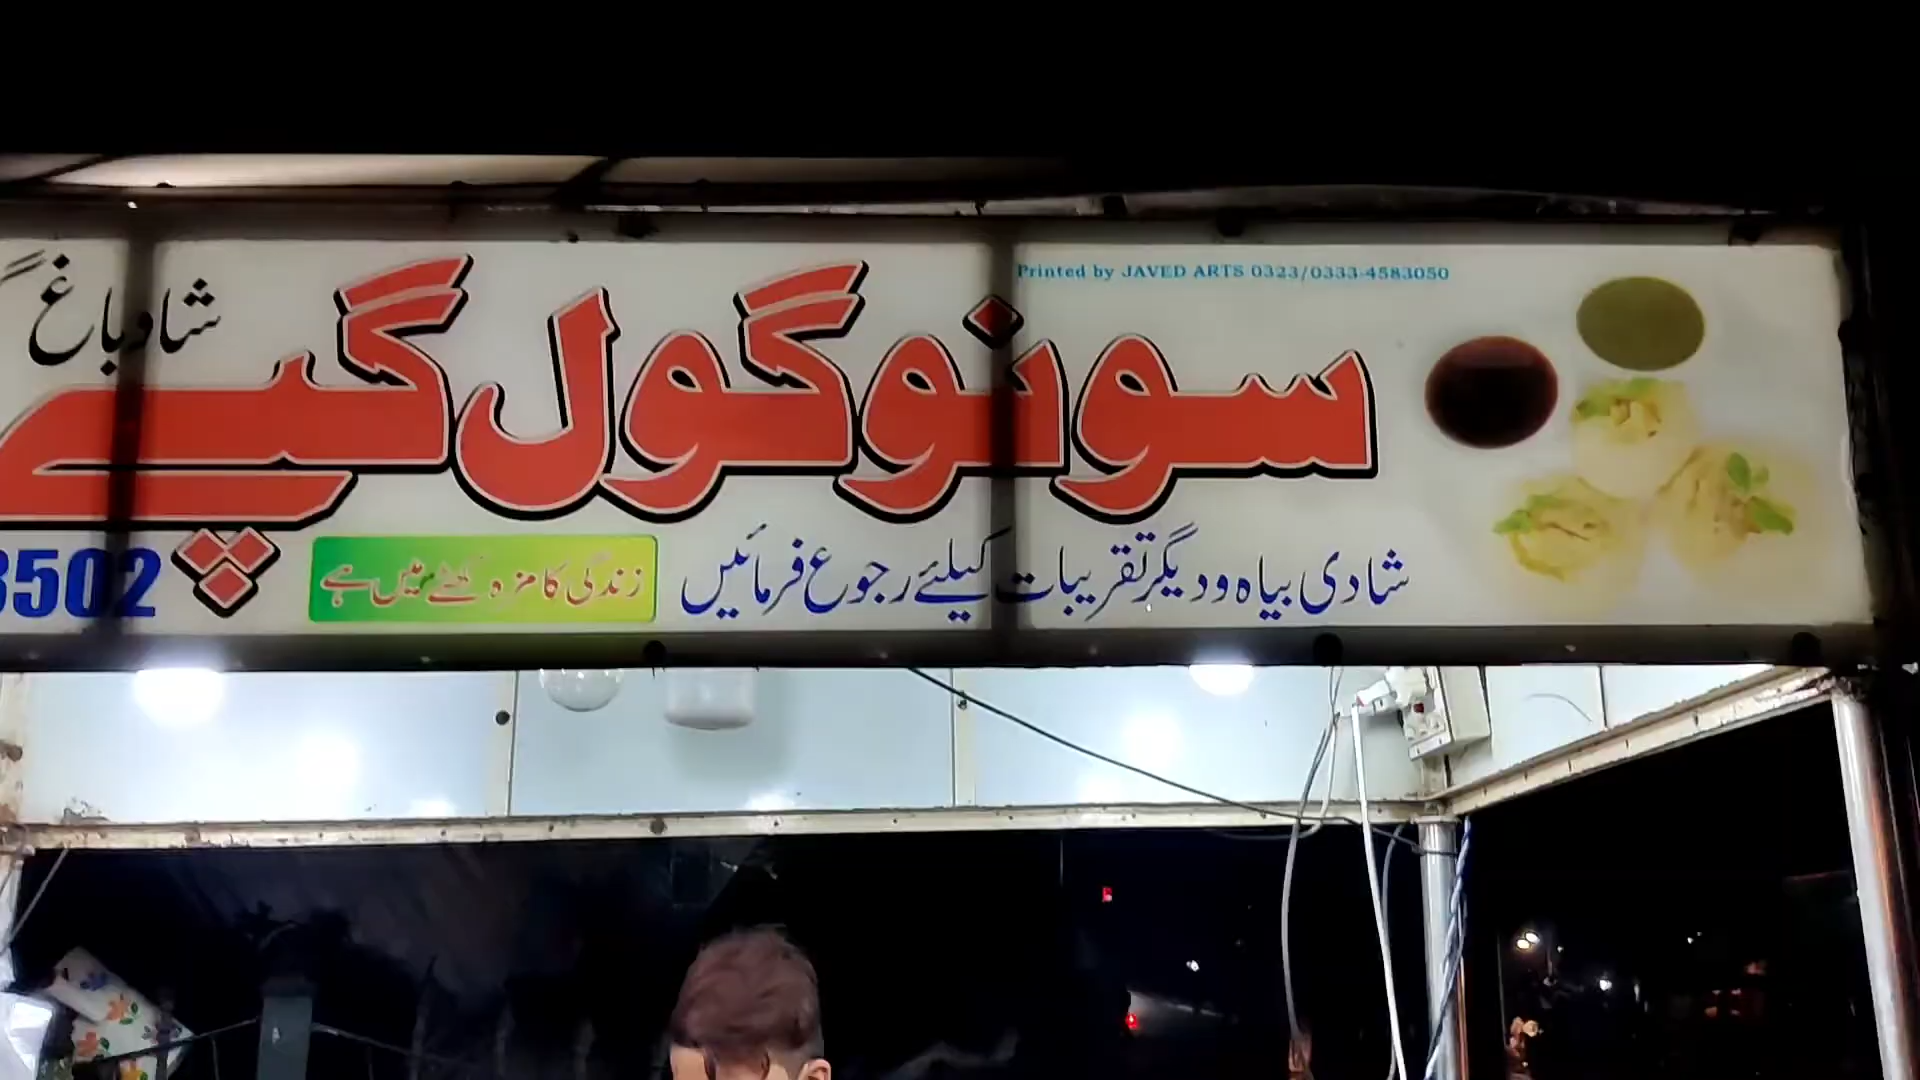 Printed by JAVED ARTS 0323/0333-4583050
سونو گول گپے
شادباغ
شادی بیاہ ودیگر تقریبات کیلئے رجوع فرمائیں
زندگی کا مزہ کھٹے میں ہے
3502